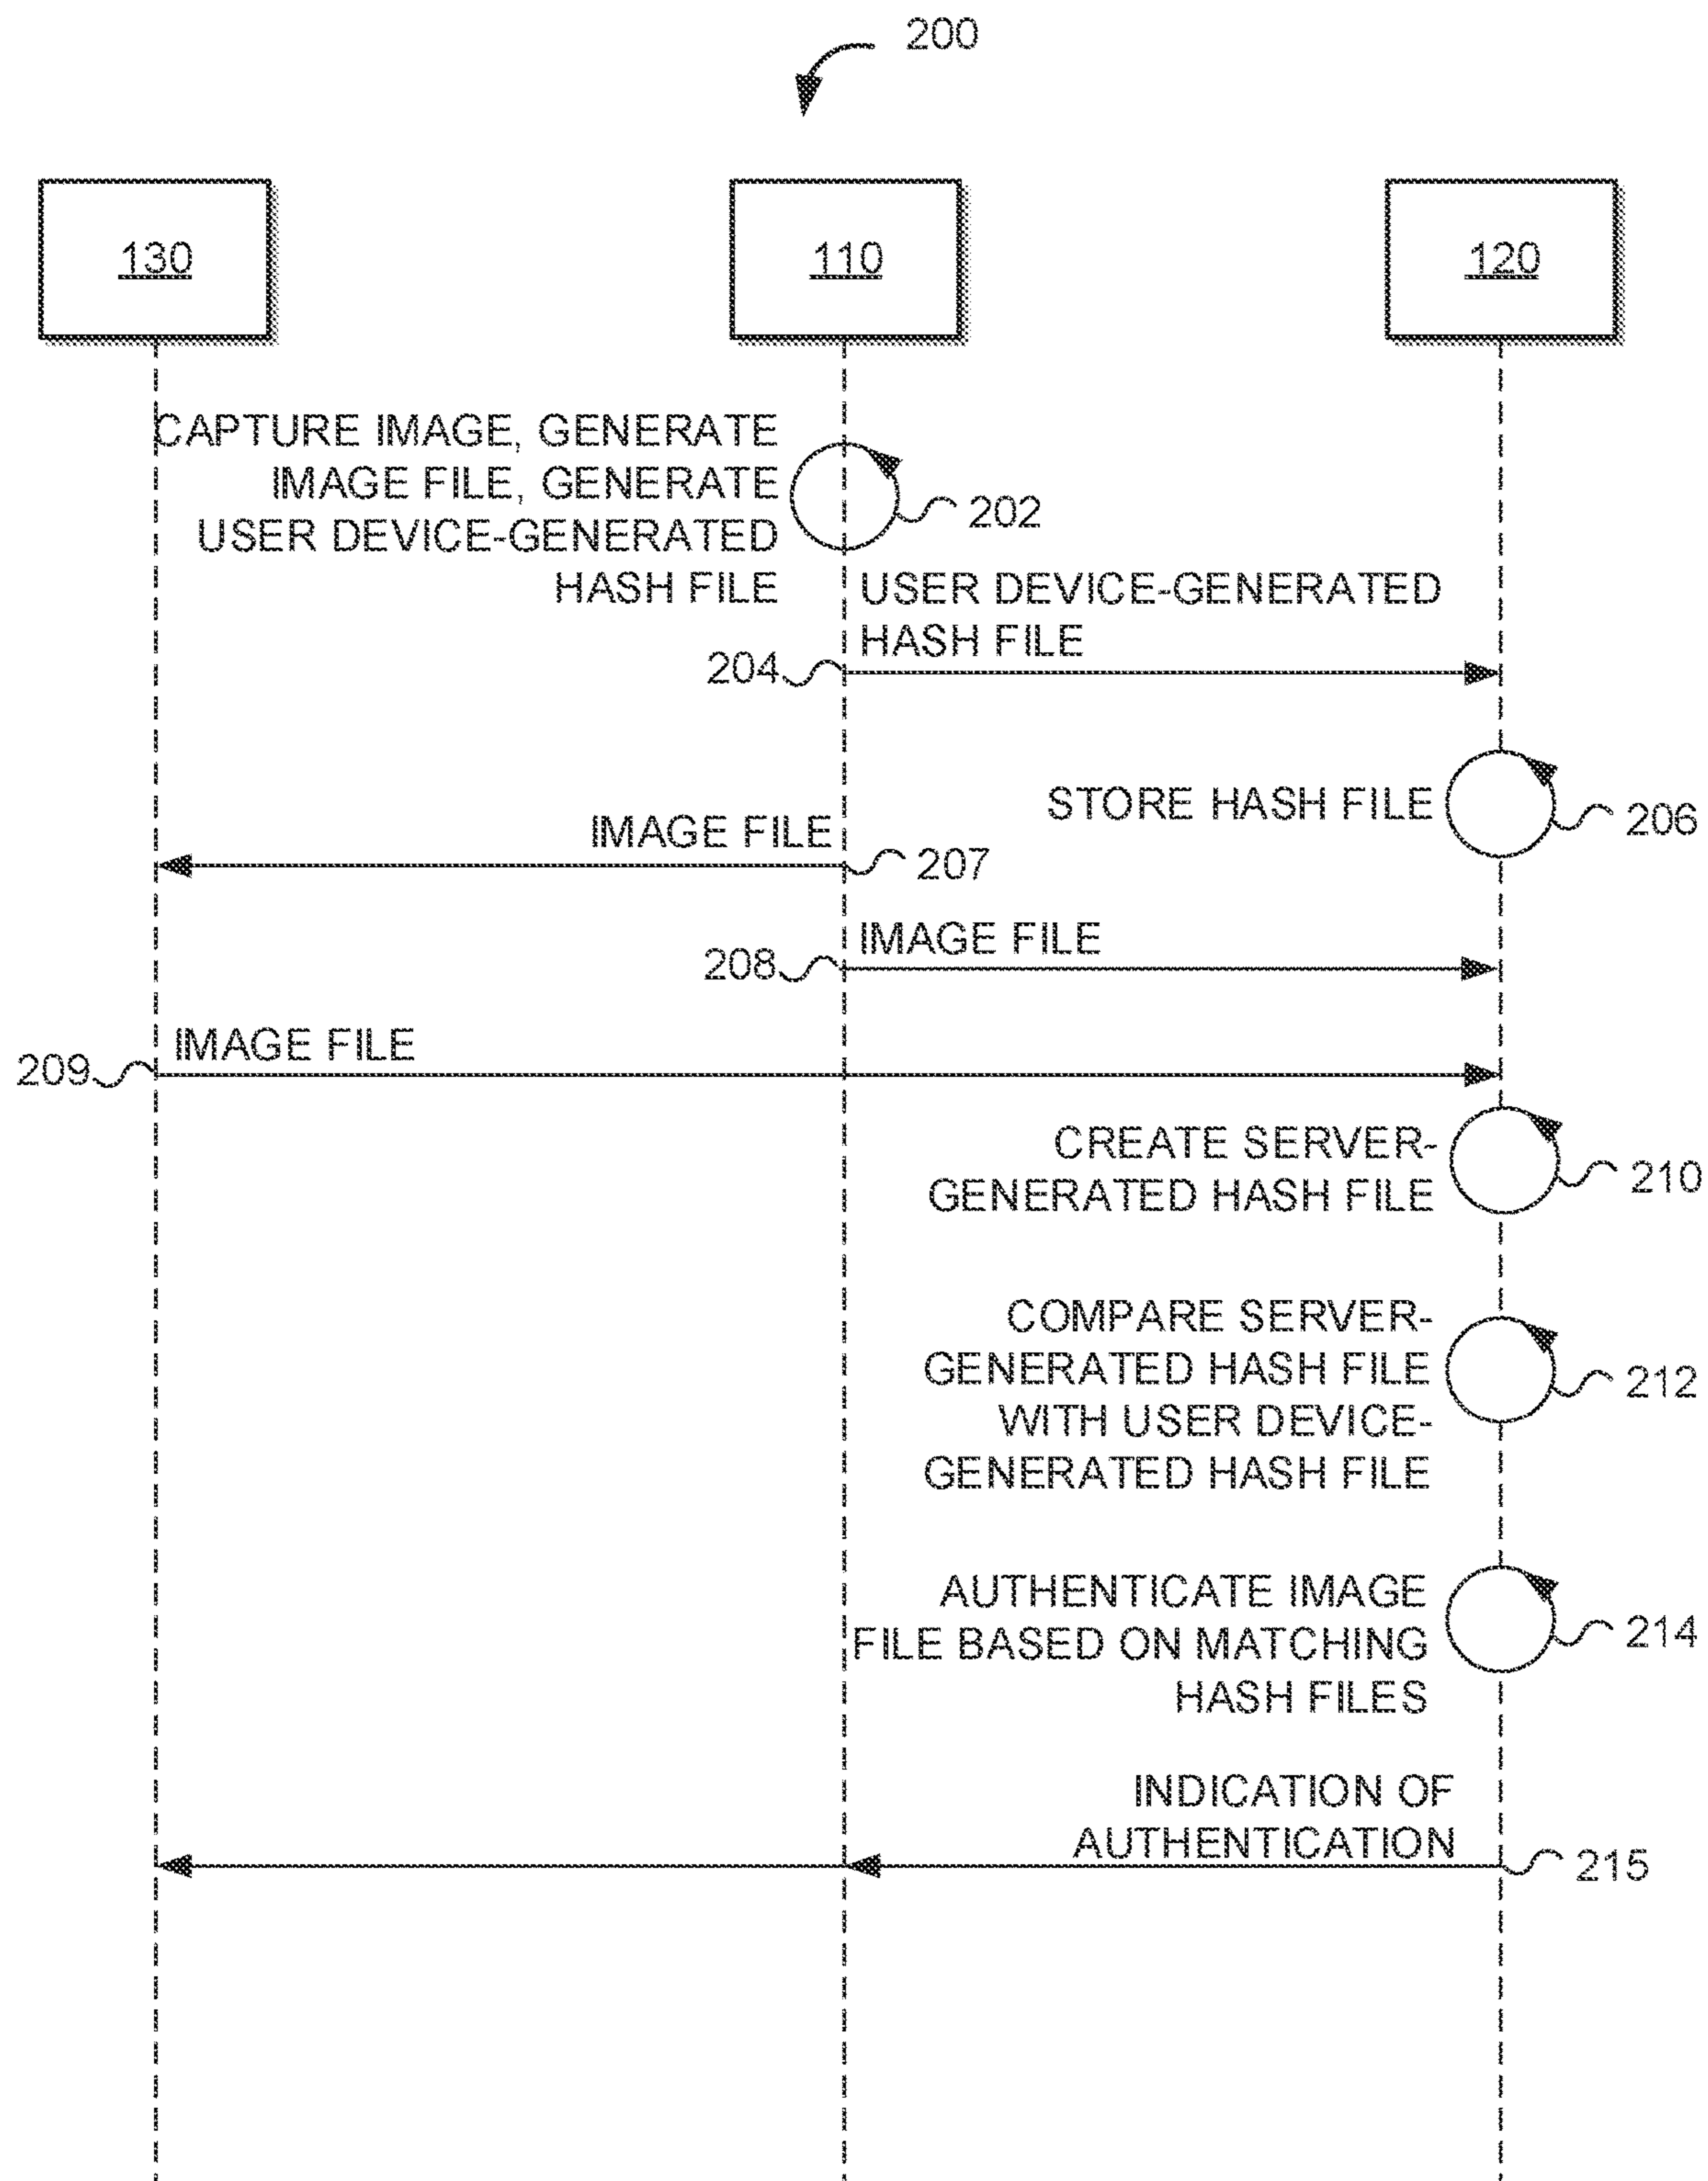 200
130
110
120
CAPTURE IMAGE, GENERATE
IMAGE FILE, GENERATE
USER DEVICE-GENERATED
HASH FILE
202
USER DEVICE-GENERATED
HASH FILE
204
STORE HASH FILE
206
IMAGE FILE
207
IMAGE FILE
208
IMAGE FILE
209
CREATE SERVER-
GENERATED HASH FILE
210
COMPARE SERVER-
GENERATED HASH FILE
WITH USER DEVICE-
GENERATED HASH FILE
212
AUTHENTICATE IMAGE
FILE BASED ON MATCHING
HASH FILES
214
INDICATION OF
AUTHENTICATION
215